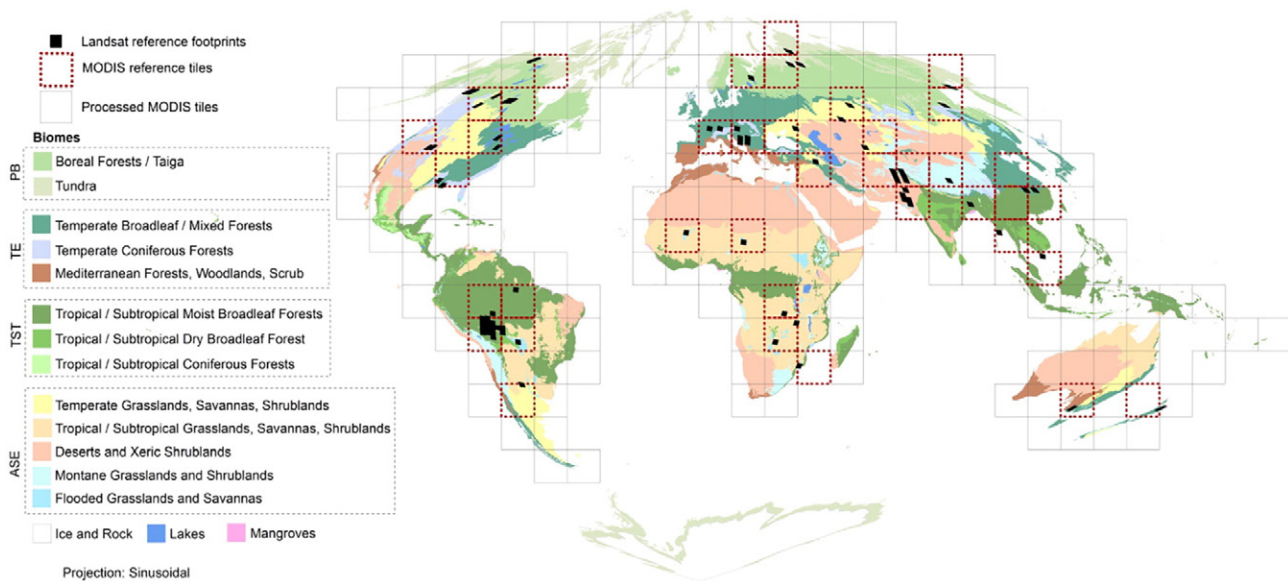 Landsat reference footprints
MODIS reference tiles
Processed MODIS tiles
Biomes
PB
Boreal Forests / Taiga
Tundra
TE
Temperate Broadleaf / Mixed Forests
Temperate Coniferous Forests
Mediterranean Forests, Woodlands, Scrub
TST
Tropical / Subtropical Moist Broadleaf Forests
Tropical / Subtropical Dry Broadleaf Forest
Tropical / Subtropical Coniferous Forests
ASE
Temperate Grasslands, Savannas, Shrublands
Tropical / Subtropical Grasslands, Savannas, Shrublands
Deserts and Xeric Shrublands
Montane Grasslands and Shrublands
Flooded Grasslands and Savannas
Ice and Rock Lakes Mangroves
Projection: Sinusoidal